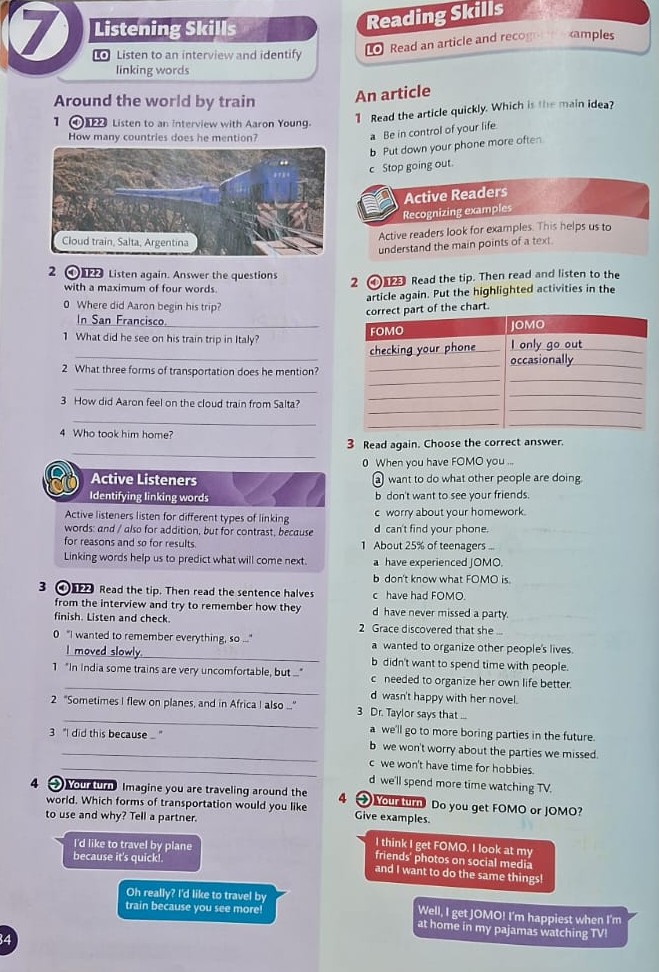 7
Listening Skills
LO Listen to an interview and identify
linking words
Around the world by train
1 122 Listen to an interview with Aaron Young.
How many countries does he mention?
Cloud train, Salta, Argentina
2 122 Listen again. Answer the questions
with a maximum of four words.
0 Where did Aaron begin his trip?
In San Francisco.
1 What did he see on his train trip in Italy?
2 What three forms of transportation does he mention?
3 How did Aaron feel on the cloud train from Salta?
4 Who took him home?
Active Listeners
Identifying linking words
Active listeners listen for different types of linking
words: and / also for addition, but for contrast, because
for reasons and so for results.
Linking words help us to predict what will come next.
3 122 Read the tip. Then read the sentence halves
from the interview and try to remember how they
finish. Listen and check.
0 "I wanted to remember everything, so ..."
I moved slowly.
1 "In India some trains are very uncomfortable, but ..."
2 "Sometimes I flew on planes, and in Africa I also ..."
3 "I did this because ... "
4 Your turn Imagine you are traveling around the
world. Which forms of transportation would you like
to use and why? Tell a partner.
I'd like to travel by plane
because it's quick!.
Oh really? I'd like to travel by
train because you see more!
34
Reading Skills
LO Read an article and examples
An article
1 Read the article quickly. Which is the main idea?
a Be in control of your life.
b Put down your phone more often.
c Stop going out.
Active Readers
Recognizing examples
Active readers look for examples. This helps us to
understand the main points of a text.
2 123 Read the tip. Then read and listen to the
article again. Put the highlighted activities in the
correct part of the chart.
FOMO JOMO
checking your phone I only go out
occasionally
3 Read again. Choose the correct answer.
0 When you have FOMO you ...
a want to do what other people are doing.
b don't want to see your friends.
c worry about your homework.
d can't find your phone.
1 About 25% of teenagers ...
a have experienced JOMO.
b don't know what FOMO is.
c have had FOMO.
d have never missed a party.
2 Grace discovered that she ...
a wanted to organize other people's lives.
b didn't want to spend time with people.
c needed to organize her own life better.
d wasn't happy with her novel.
3 Dr. Taylor says that ...
a we'll go to more boring parties in the future.
b we won't worry about the parties we missed.
c we won't have time for hobbies.
d we'll spend more time watching TV.
4 Your turn Do you get FOMO or JOMO?
Give examples.
I think I get FOMO. I look at my
friends' photos on social media
and I want to do the same things!
Well, I get JOMO! I'm happiest when I'm
at home in my pajamas watching TV!